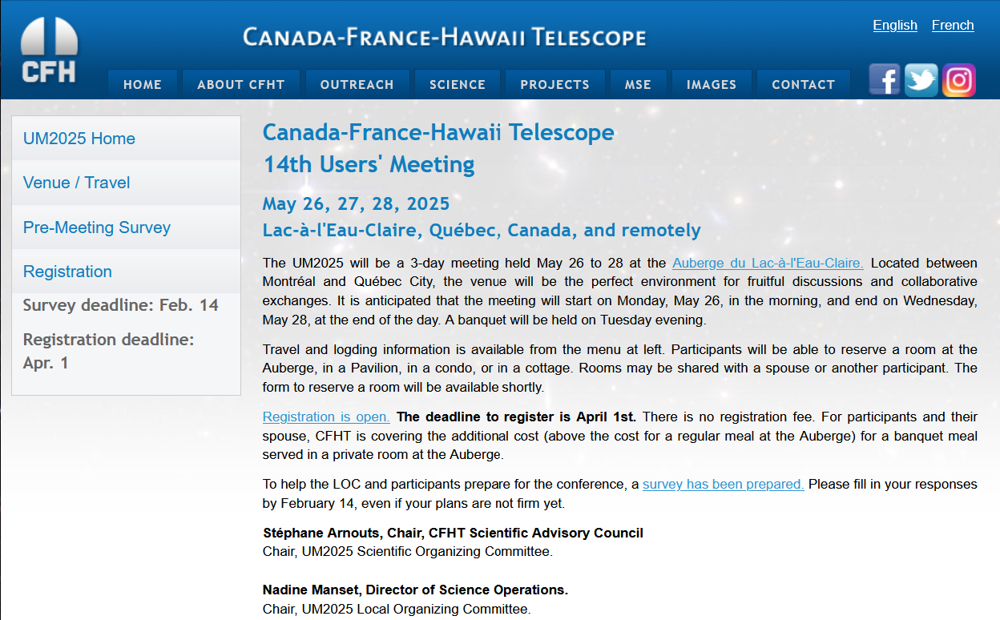 CANADA-FRANCE-HAWAII TELESCOPE
English French
CFH
HOME ABOUT CFHT OUTREACH SCIENCE PROJECTS MSE IMAGES CONTACT
UM2025 Home
Venue / Travel
Pre-Meeting Survey
Registration
Survey deadline: Feb. 14
Registration deadline:
Apr. 1
Canada-France-Hawaii Telescope
14th Users' Meeting
May 26, 27, 28, 2025
Lac-à-l'Eau-Claire, Québec, Canada, and remotely
The UM2025 will be a 3-day meeting held May 26 to 28 at the Auberge du Lac-à-l'Eau-Claire. Located between
Montréal and Québec City, the venue will be the perfect environment for fruitful discussions and collaborative
exchanges. It is anticipated that the meeting will start on Monday, May 26, in the morning, and end on Wednesday,
May 28, at the end of the day. A banquet will be held on Tuesday evening.
Travel and logding information is available from the menu at left. Participants will be able to reserve a room at the
Auberge, in a Pavilion, in a condo, or in a cottage. Rooms may be shared with a spouse or another participant. The
form to reserve a room will be available shortly.
Registration is open. The deadline to register is April 1st. There is no registration fee. For participants and their
spouse, CFHT is covering the additional cost (above the cost for a regular meal at the Auberge) for a banquet meal
served in a private room at the Auberge.
To help the LOC and participants prepare for the conference, a survey has been prepared. Please fill in your responses
by February 14, even if your plans are not firm yet.
Stéphane Arnouts, Chair, CFHT Scientific Advisory Council
Chair, UM2025 Scientific Organizing Committee.
Nadine Manset, Director of Science Operations.
Chair, UM2025 Local Organizing Committee.